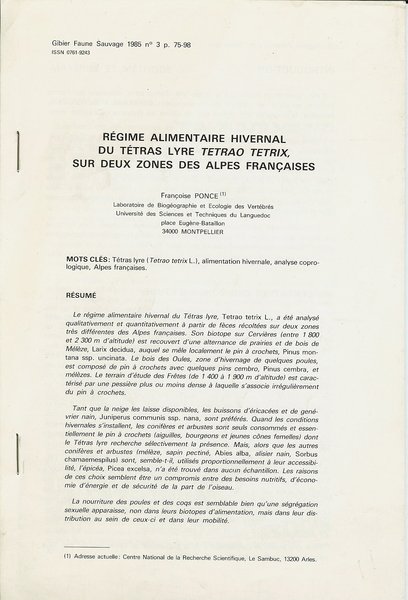 Gibier Faune Sauvage 1985 n° 3 p. 75-98
ISSN 0761-9243
RÉGIME ALIMENTAIRE HIVERNAL
DU TÉTRAS LYRE TETRAO TETRIX,
SUR DEUX ZONES DES ALPES FRANÇAISES
Françoise PONCE (1)
Laboratoire de Biogéographie et Ecologie des Vertébrés
Université des Sciences et Techniques du Languedoc
place Eugène-Bataillon
34000 MONTPELLIER
MOTS CLÉS: Tétras lyre (Tetrao tetrix L.), alimentation hivernale, analyse copro-
logique, Alpes françaises.
RÉSUMÉ
Le régime alimentaire hivernal du Tétras lyre, Tetrao tetrix L., a été analysé
qualitativement et quantitativement à partir de fèces récoltées sur deux zones
très différentes des Alpes françaises. Son biotope sur Cervières (entre 1 800
et 2 300 m d'altitude) est recouvert d'une alternance de prairies et de bois de
Mélèze, Larix decidua, auquel se mêle localement le pin à crochets, Pinus mon-
tana ssp. uncinata. Le bois des Oules, zone d'hivernage de quelques poules,
est composé de pin à crochets avec quelques pins cembro, Pinus cembra, et
mélèzes. Le terrain d'étude des Frêtes (de 1 400 à 1 900 m d'altitude) est carac-
térisé par une pessière plus ou moins dense à laquelle s'associe irrégulièrement
du pin à crochets.
Tant que la neige les laisse disponible, les buissons d'éricacées et de gené-
vrier nain, Juniperus communis ssp. nana, sont préférés. Quand les conditions
hivernales s'installent, les conifères et arbustes sont seuls consommés et essen-
tiellement le pin à crochets (aiguilles, bourgeons et jeunes cônes femelles) dont
le Tétras lyre recherche sélectivement la présence. Mais, alors que les autres
conifères et arbustes (mélèze, sapin pectiné, Abies alba, alisier nain, Sorbus
chamaemespilus) sont, semble-t-il, utilisés proportionnellement à leur accessibi-
lité, l'épicéa, Picea excelsa, n'a été trouvé dans aucun échantillon. Les raisons
de ces choix semblent être un compromis entre des besoins nutritifs, d'écono-
mie d'énergie et de sécurité de la part de l'oiseau.
La nourriture des poules et des coqs est semblable bien qu'une ségrégation
sexuelle apparaisse, non dans leurs biotopes d'alimentation, mais dans leur dis-
tribution au sein de ceux-ci et dans leur mobilité.
(1) Adresse actuelle: Centre National de la Recherche Scientifique, Le Sambuc, 13200 Arles.